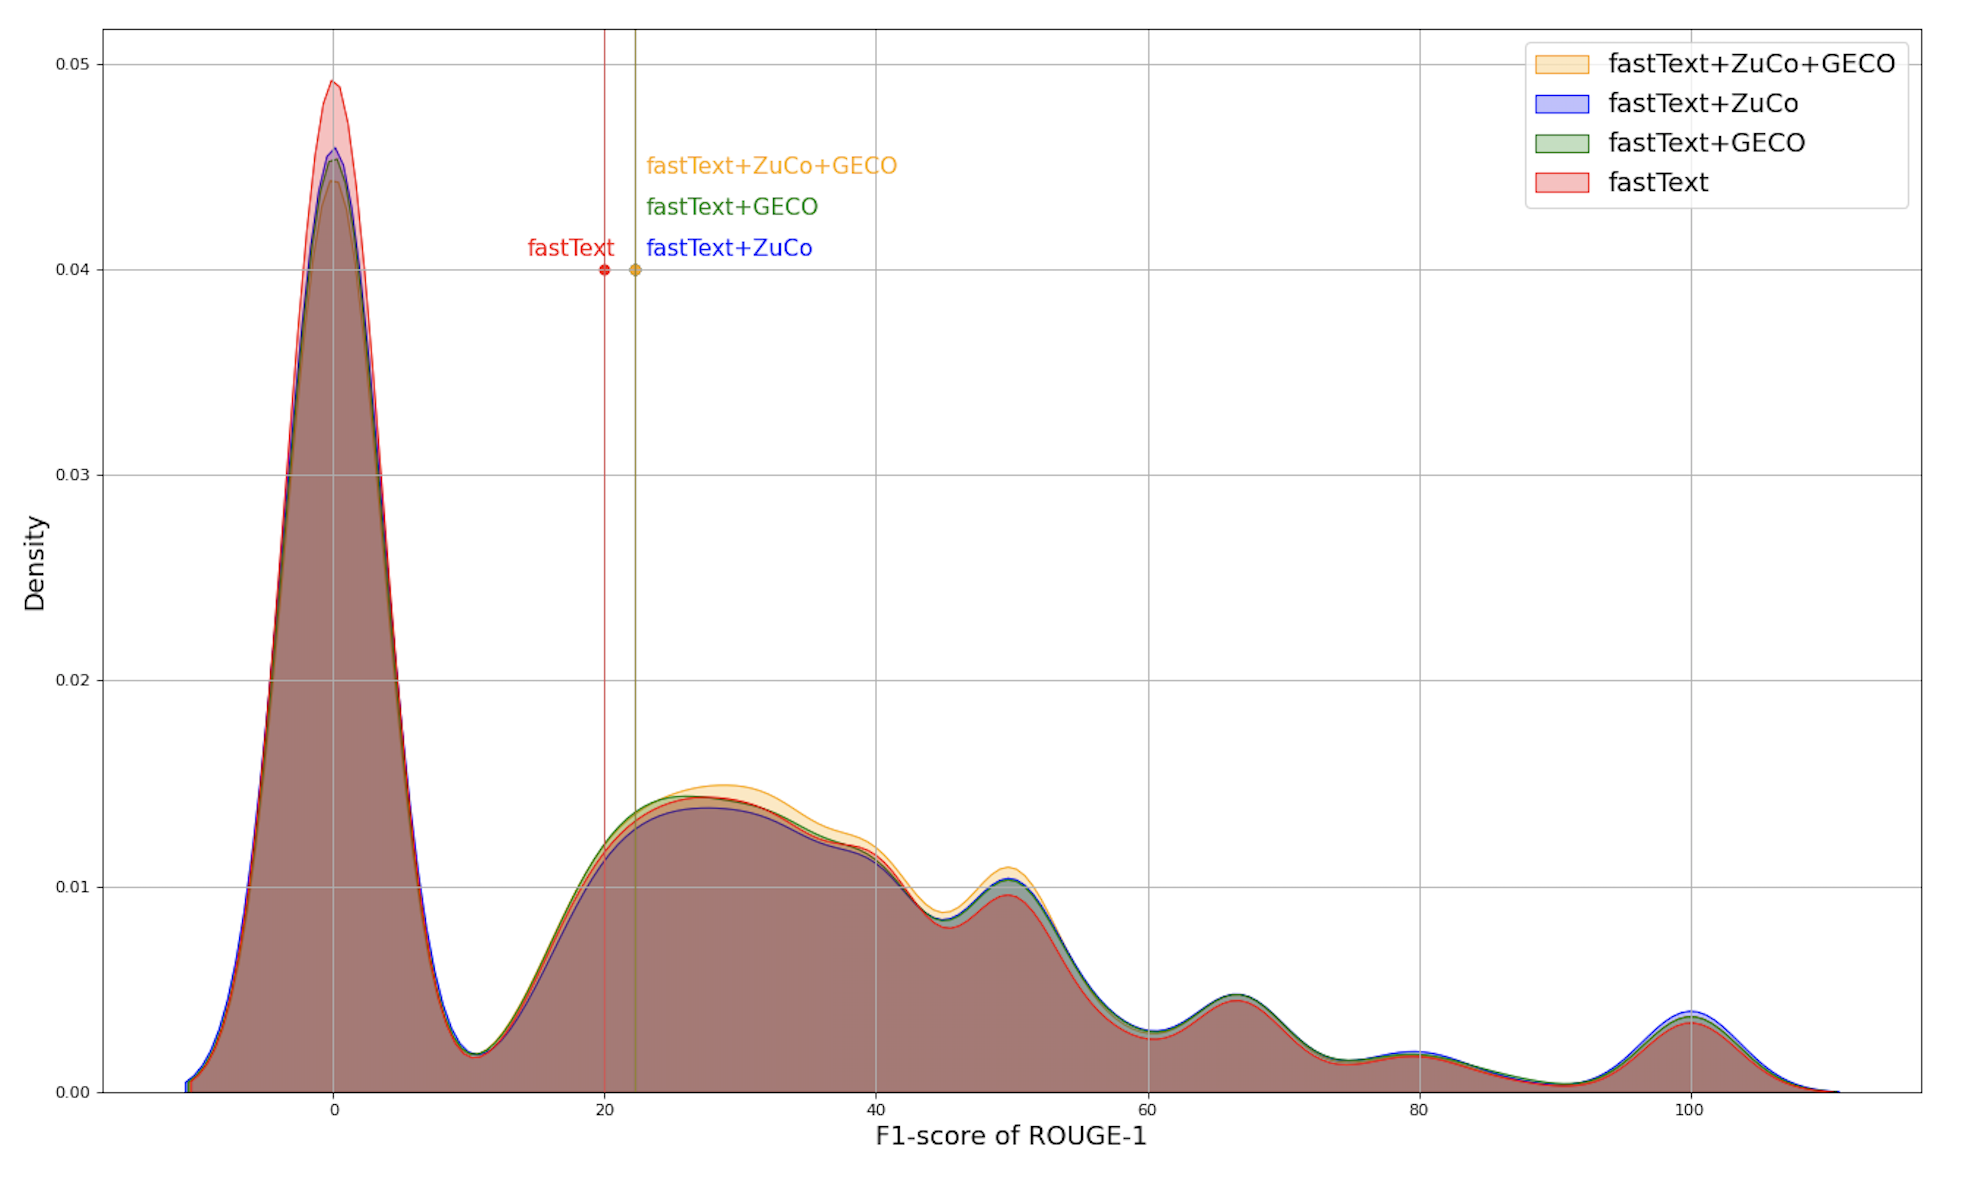 0.05
0.04
0.03
0.02
0.01
0.00
Density
fastText+ZuCo+GECO
fastText+GECO
fastText fastText+ZuCo
fastText+ZuCo+GECO
fastText+ZuCo
fastText+GECO
fastText
0 20 40 60 80 100
F1-score of ROUGE-1